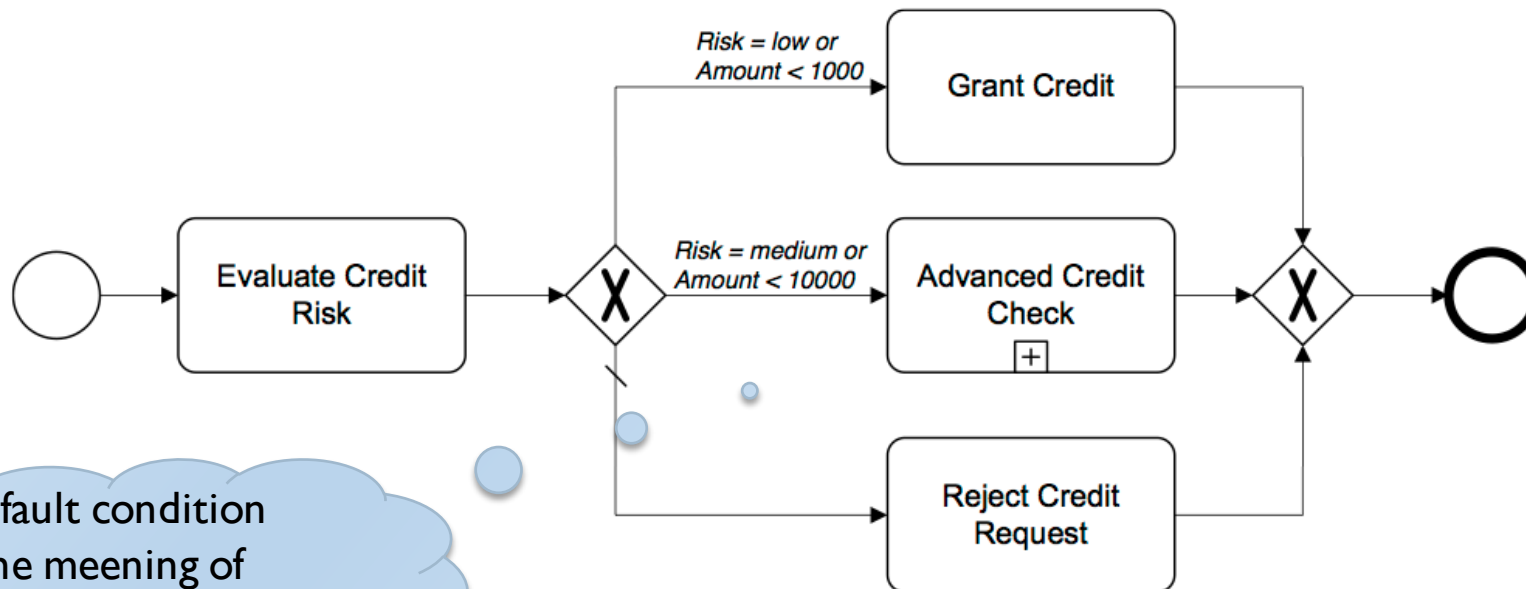 Risk = low or
Amount < 1000
Grant Credit
Evaluate Credit
Risk
X
Risk = medium or
Amount < 10000
Advanced Credit
Check
+
X
Reject Credit
Request
fault condition
meening of